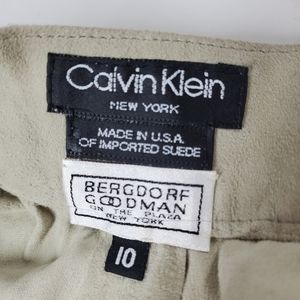 Calvin Klein
NEW YORK
MADE IN U.S.A.
OF IMPORTED SUEDE
BERGDORF
GOODMAN
ON THE PLAZA
NEW YORK
10